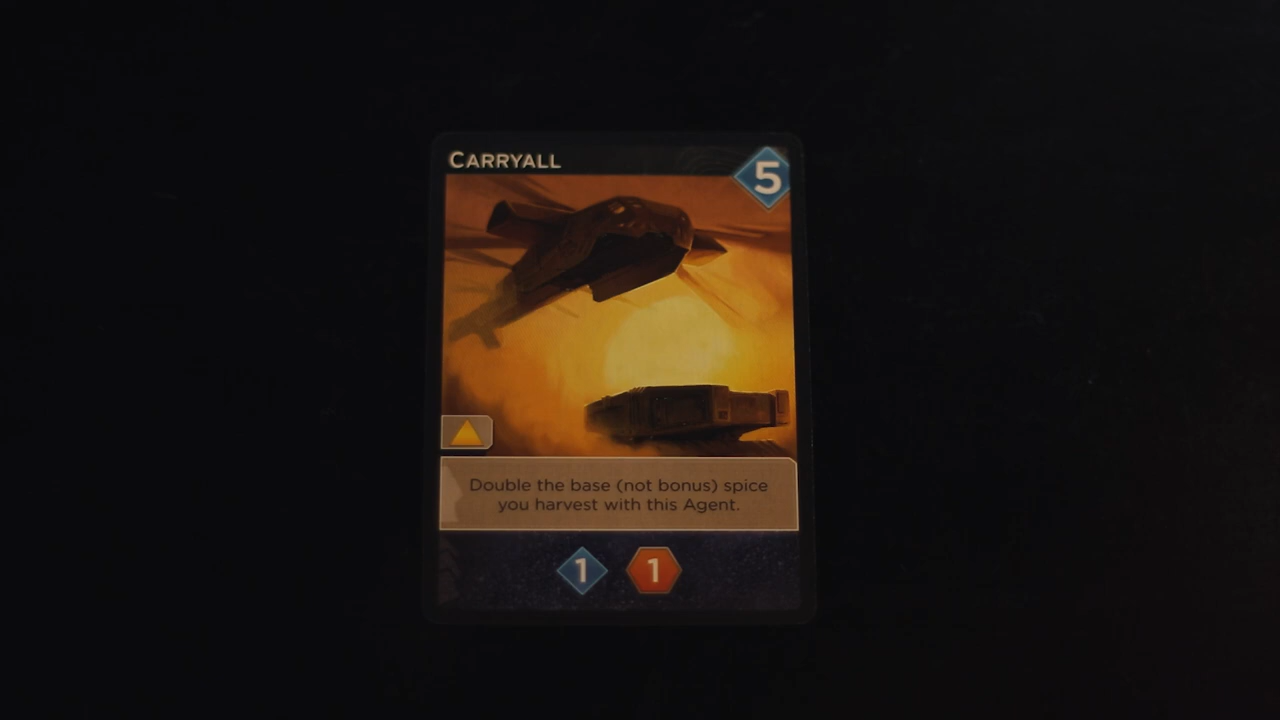 CARRYALL
5
Double the base (not bonus) spice
you harvest with this Agent.
1 1